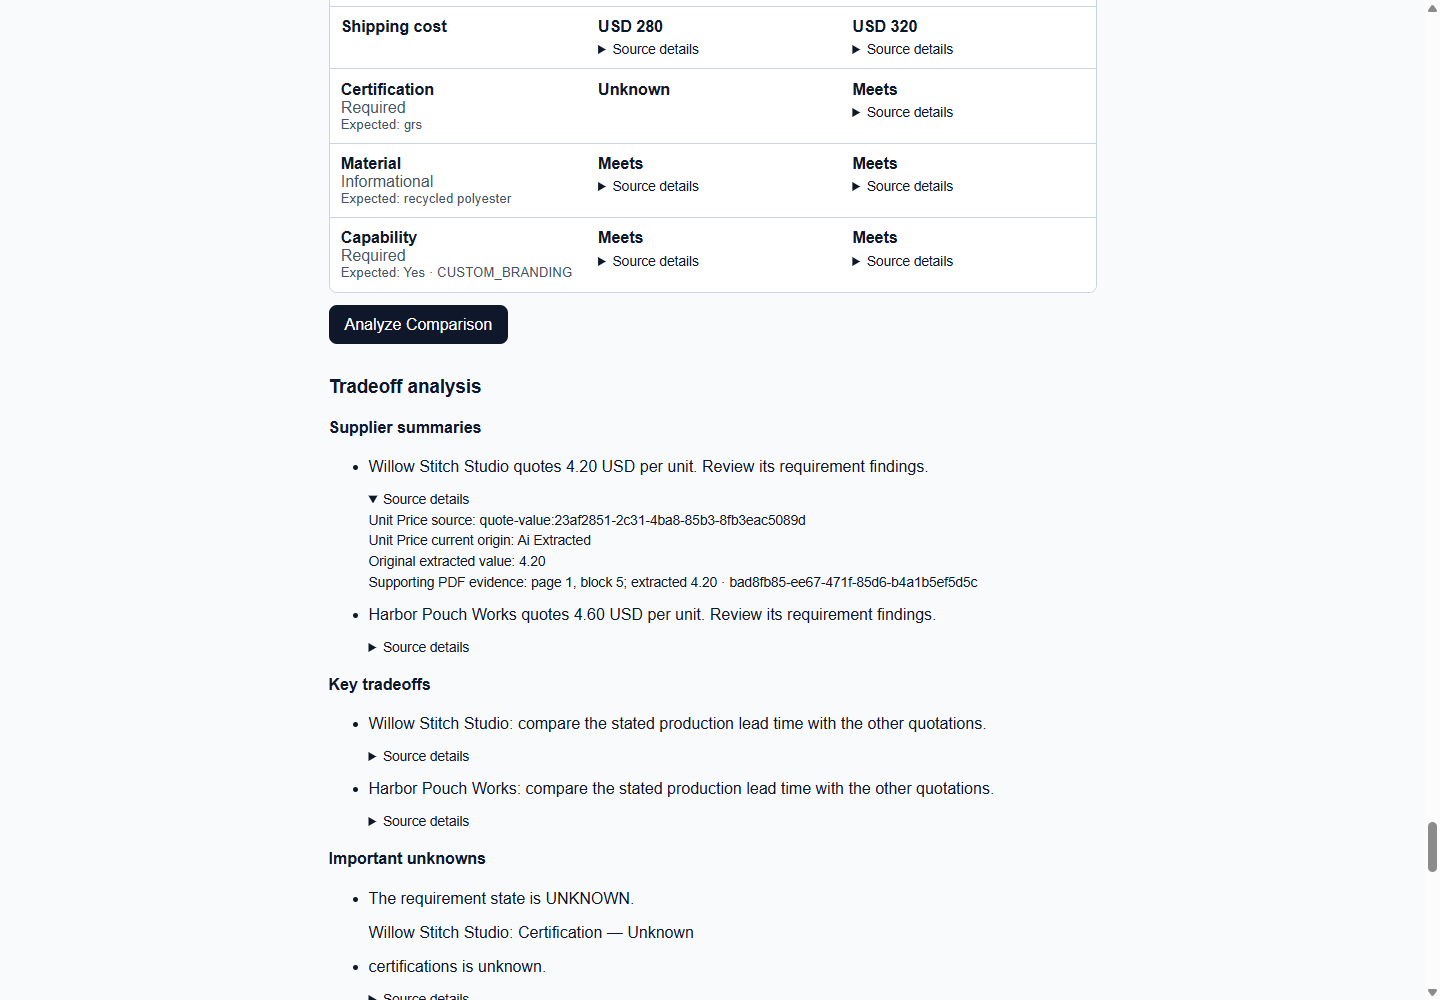 Shipping cost USD 280 USD 320
▶ Source details ▶ Source details
Certification Unknown Meets
Required ▶ Source details
Expected: grs
Material Meets Meets
Informational ▶ Source details ▶ Source details
Expected: recycled polyester
Capability Meets Meets
Required ▶ Source details ▶ Source details
Expected: Yes · CUSTOM_BRANDING
Analyze Comparison
Tradeoff analysis
Supplier summaries
• Willow Stitch Studio quotes 4.20 USD per unit. Review its requirement findings.
▼ Source details
Unit Price source: quote-value:23af2851-2c31-4ba8-85b3-8fb3eac5089d
Unit Price current origin: Ai Extracted
Original extracted value: 4.20
Supporting PDF evidence: page 1, block 5; extracted 4.20 · bad8fb85-ee67-471f-85d6-b4a1b5ef5d5c
• Harbor Pouch Works quotes 4.60 USD per unit. Review its requirement findings.
▶ Source details
Key tradeoffs
• Willow Stitch Studio: compare the stated production lead time with the other quotations.
▶ Source details
• Harbor Pouch Works: compare the stated production lead time with the other quotations.
▶ Source details
Important unknowns
• The requirement state is UNKNOWN.
Willow Stitch Studio: Certification — Unknown
• certifications is unknown.
▶ Source details